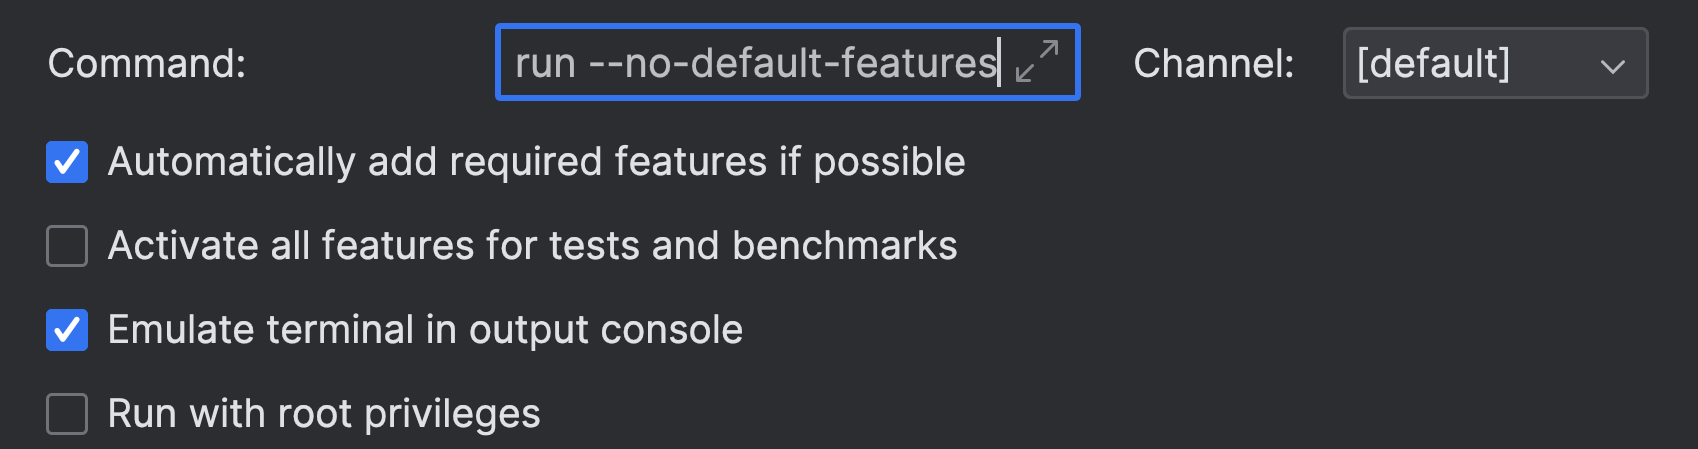 Command: run --no-default-features Channel: [default]
Automatically add required features if possible
Activate all features for tests and benchmarks
Emulate terminal in output console
Run with root privileges